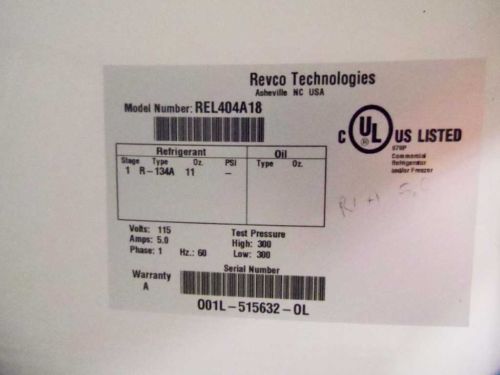 Revco Technologies
Asheville NC USA
Model Number: REL404A18
C UL US LISTED
Commercial
Refrigerator
and/or Freezer
Refrigerant Oil
Stage Type Oz. PSI Type Oz.
1 R-134A 11 –
Volts: 115
Amps: 5.0
Phase: 1 Hz.: 60
Test Pressure
High: 300
Low: 300
Serial Number
Warranty
A
001L-515632-0L